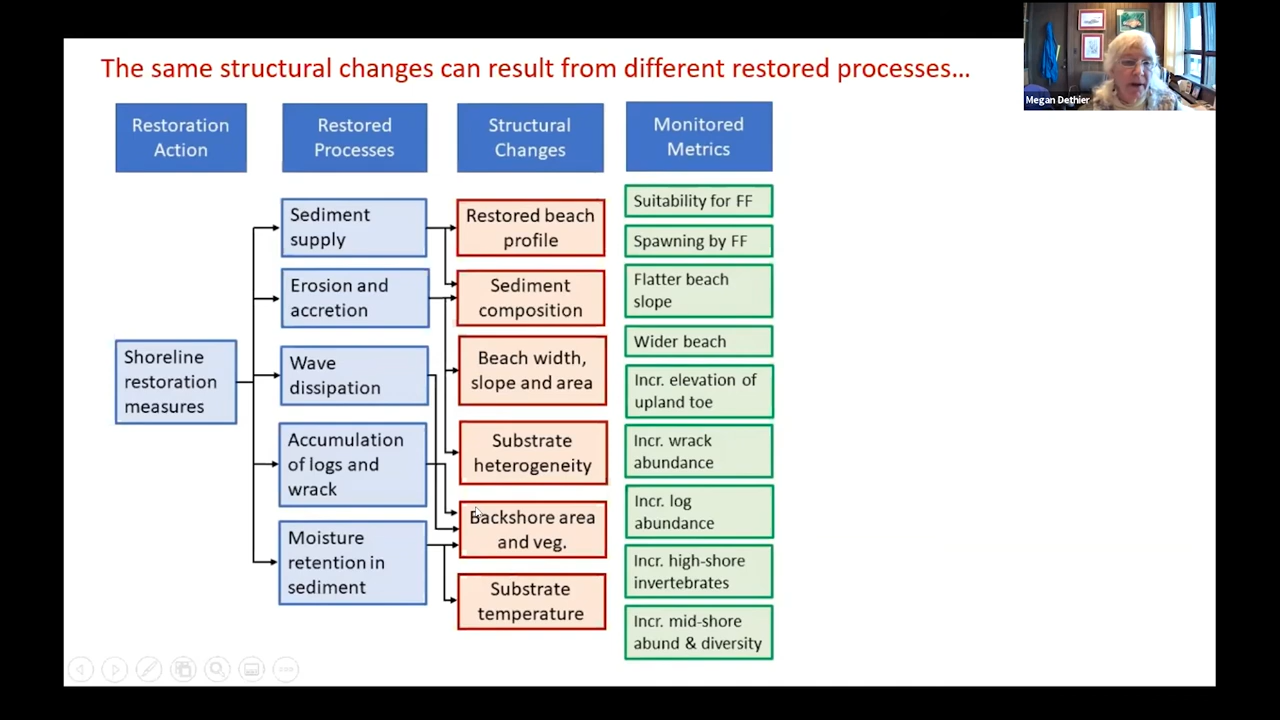 The same structural changes can result from different restored processes...
Megan Dethier
Restoration
Action
Restored
Processes
Structural
Changes
Monitored
Metrics
Shoreline
restoration
measures
Sediment
supply
Erosion and
accretion
Wave
dissipation
Accumulation
of logs and
wrack
Moisture
retention in
sediment
Restored beach
profile
Sediment
composition
Beach width,
slope and area
Substrate
heterogeneity
Backshore area
and veg.
Substrate
temperature
Suitability for FF
Spawning by FF
Flatter beach
slope
Wider beach
Incr. elevation of
upland toe
Incr. wrack
abundance
Incr. log
abundance
Incr. high-shore
invertebrates
Incr. mid-shore
abund & diversity